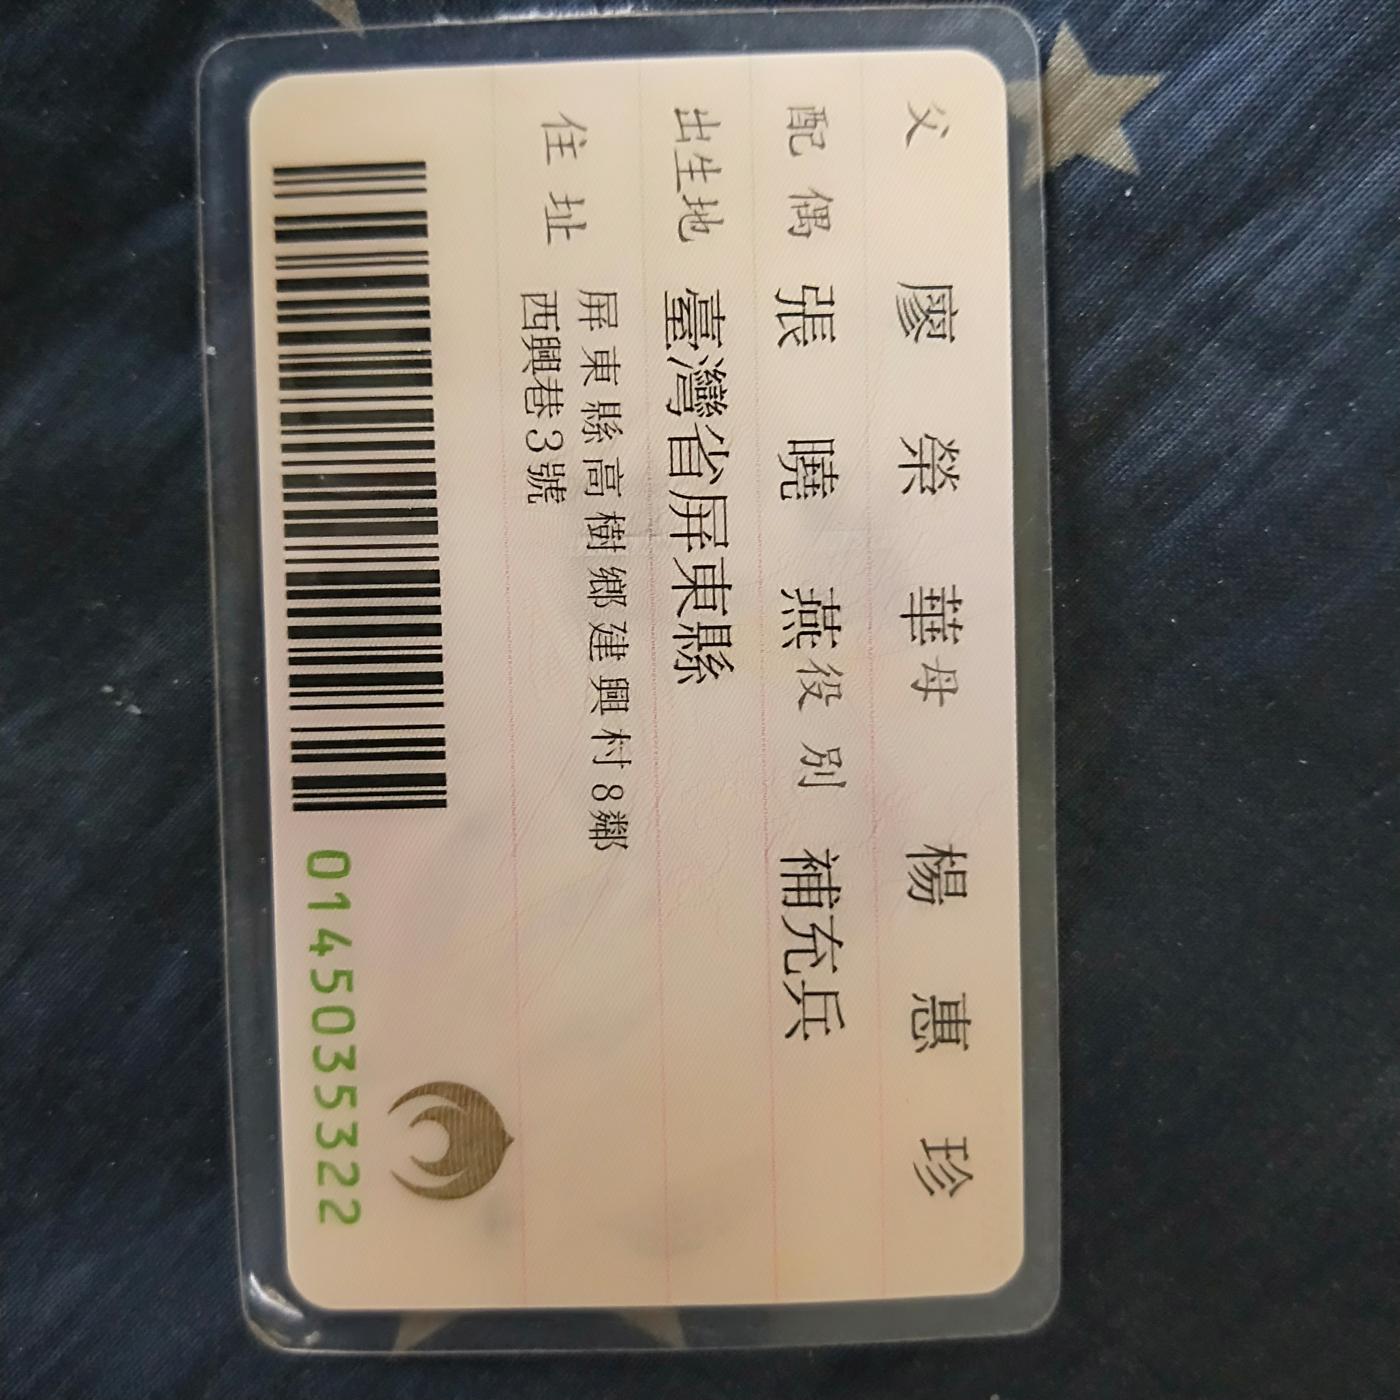 父 廖榮華 母 楊惠珍
配偶 張曉燕 役別 補充兵
出生地 臺灣省屏東縣
住址 屏東縣高樹鄉建興村8鄰
西興巷3號
0145035322